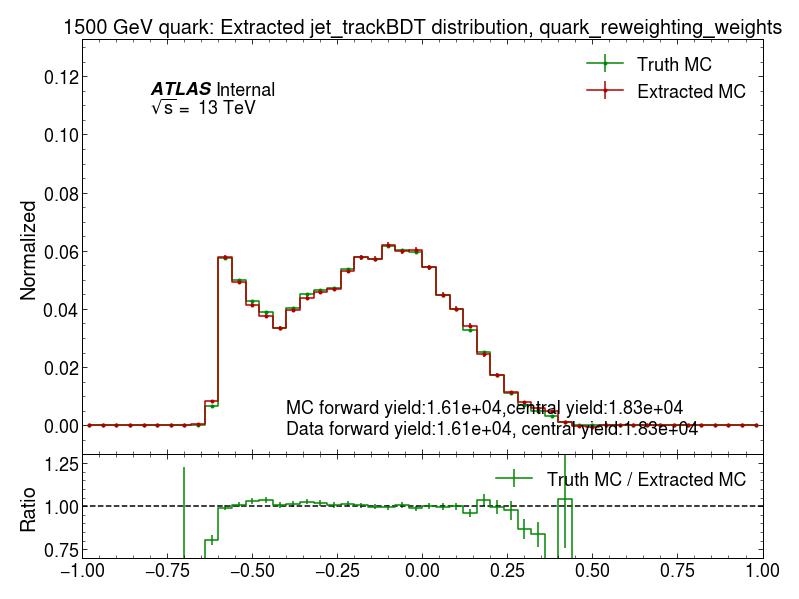 1500 GeV quark: Extracted jet_trackBDT distribution, quark_reweighting_weights
Truth MC
Extracted MC
ATLAS Internal
√s = 13 TeV
Normalized
0.12
0.10
0.08
0.06
0.04
0.02
0.00
MC forward yield:1.61e+04,central yield:1.83e+04
Data forward yield:1.61e+04, central yield:1.83e+04
Truth MC / Extracted MC
Ratio
1.25
1.00
0.75
−1.00 −0.75 −0.50 −0.25 0.00 0.25 0.50 0.75 1.00